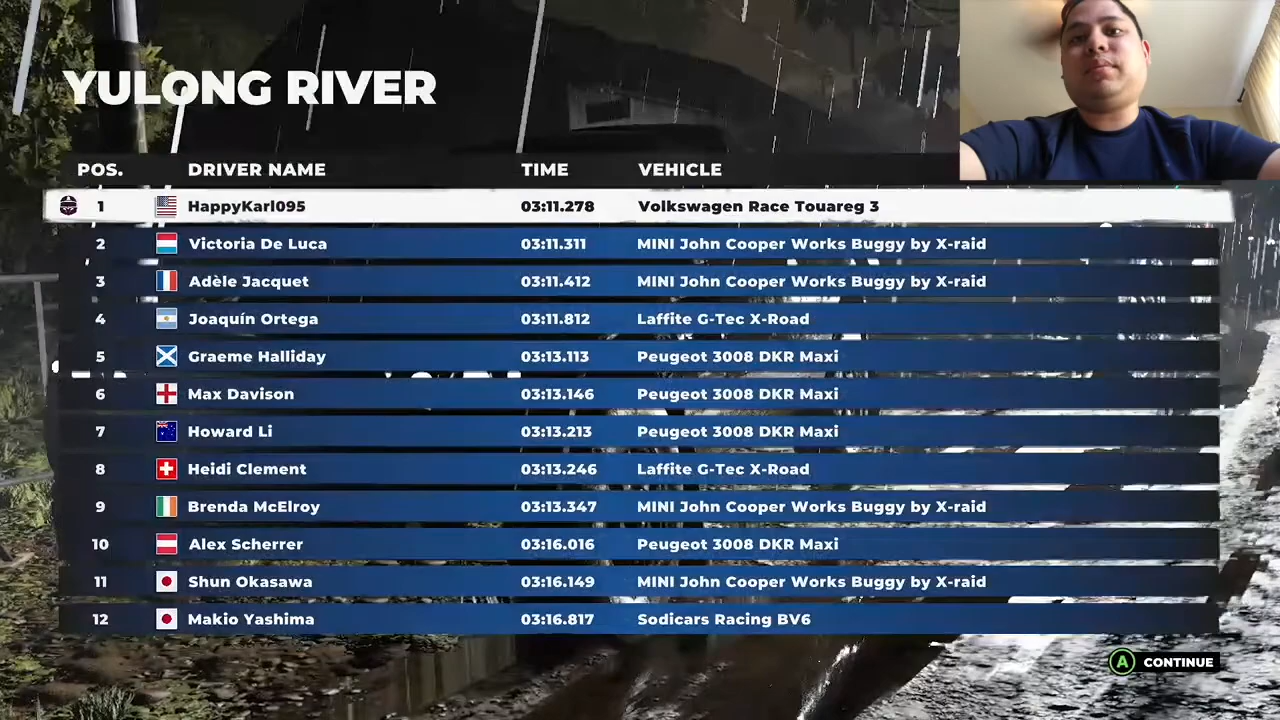 YULONG RIVER
POS. DRIVER NAME TIME VEHICLE
1 HappyKarl095 03:11.278 Volkswagen Race Touareg 3
2 Victoria De Luca 03:11.311 MINI John Cooper Works Buggy by X-raid
3 Adèle Jacquet 03:11.412 MINI John Cooper Works Buggy by X-raid
4 Joaquín Ortega 03:11.812 Laffite G-Tec X-Road
5 Graeme Halliday 03:13.113 Peugeot 3008 DKR Maxi
6 Max Davison 03:13.146 Peugeot 3008 DKR Maxi
7 Howard Li 03:13.213 Peugeot 3008 DKR Maxi
8 Heidi Clement 03:13.246 Laffite G-Tec X-Road
9 Brenda McElroy 03:13.347 MINI John Cooper Works Buggy by X-raid
10 Alex Scherrer 03:16.016 Peugeot 3008 DKR Maxi
11 Shun Okasawa 03:16.149 MINI John Cooper Works Buggy by X-raid
12 Makio Yashima 03:16.817 Sodicars Racing BV6
A CONTINUE